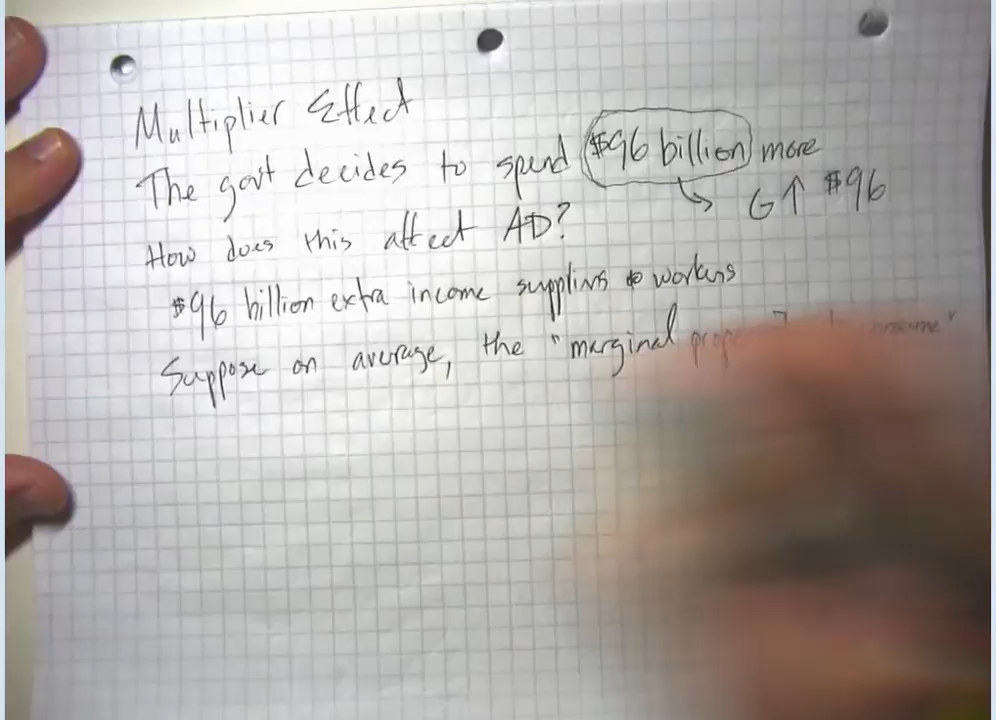 Multiplier Effect
The gov't decides to spend $96 billion more
G↑ $96
How does this affect AD?
$96 billion extra income suppliers & workers
Suppose on average, the "marginal